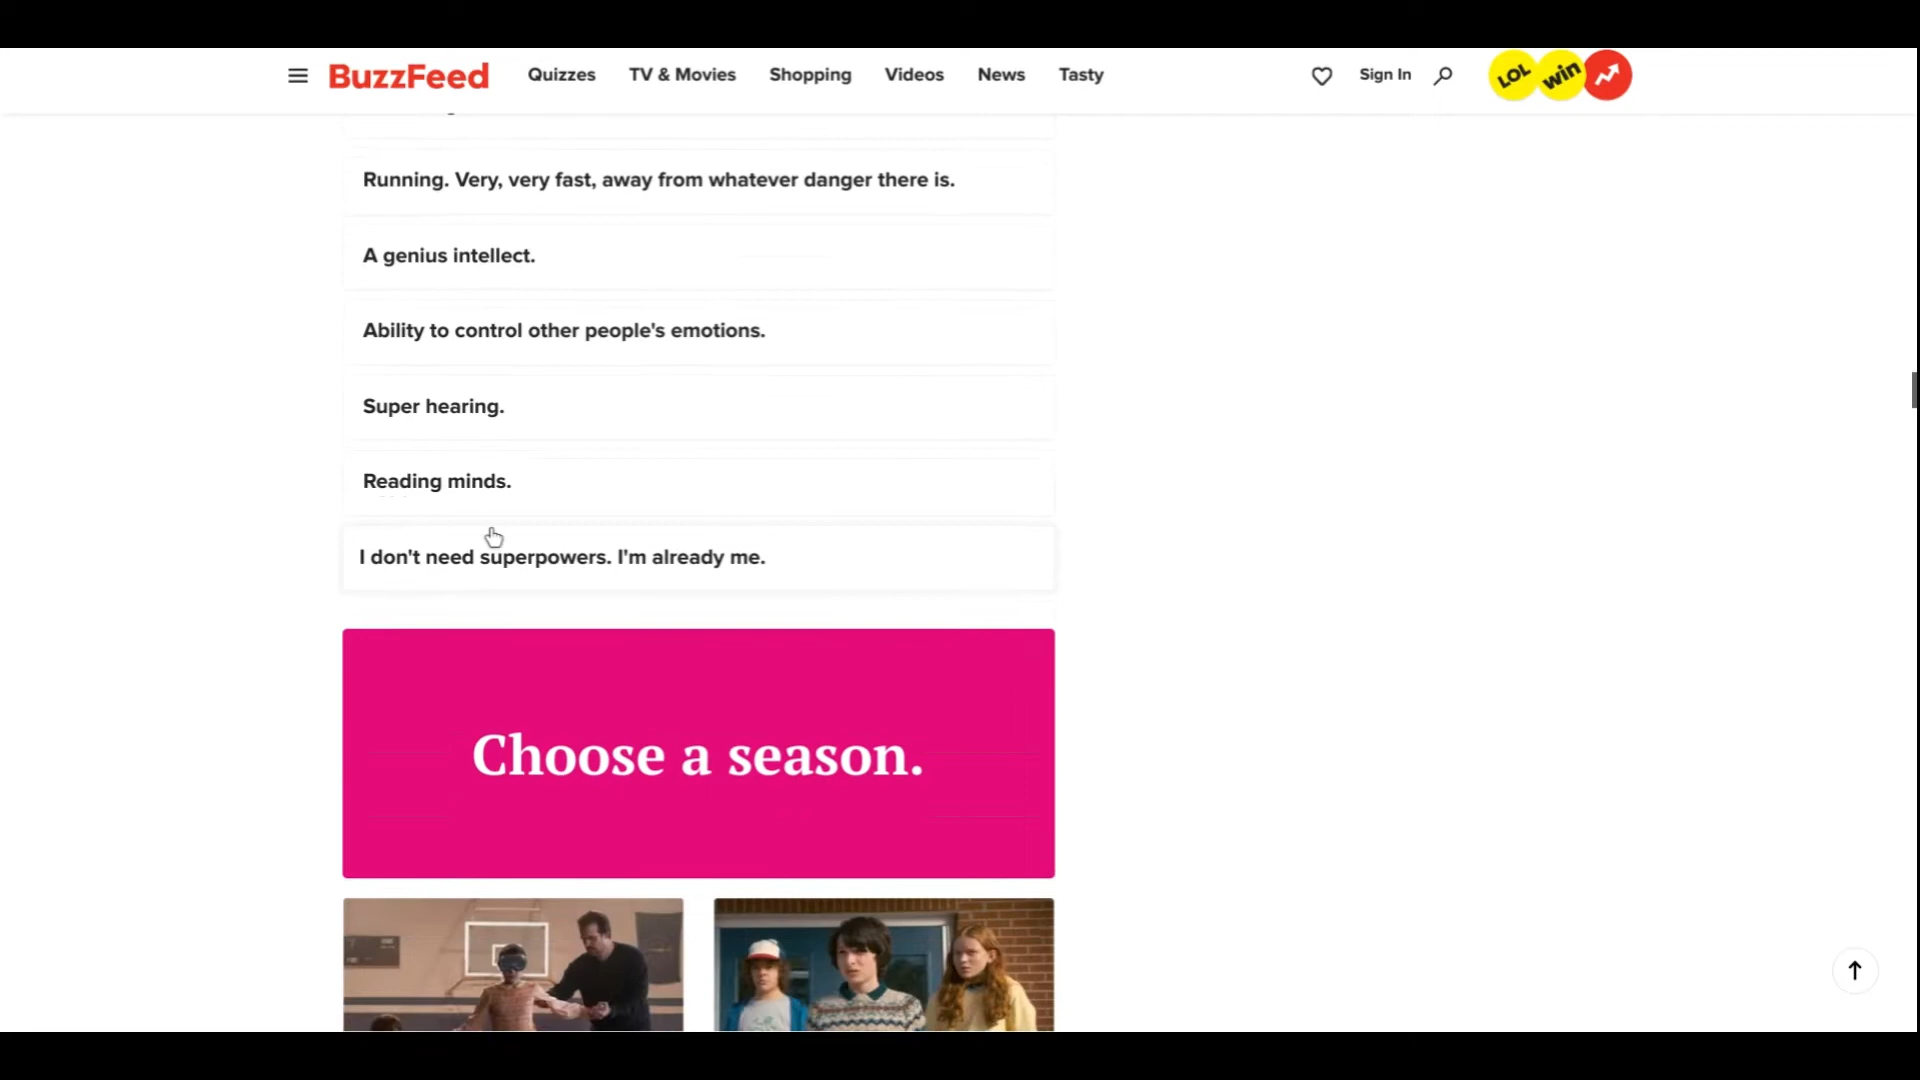 BuzzFeed Quizzes TV & Movies Shopping Videos News Tasty Sign In LOL win
Running. Very, very fast, away from whatever danger there is.
A genius intellect.
Ability to control other people's emotions.
Super hearing.
Reading minds.
I don't need superpowers. I'm already me.
Choose a season.